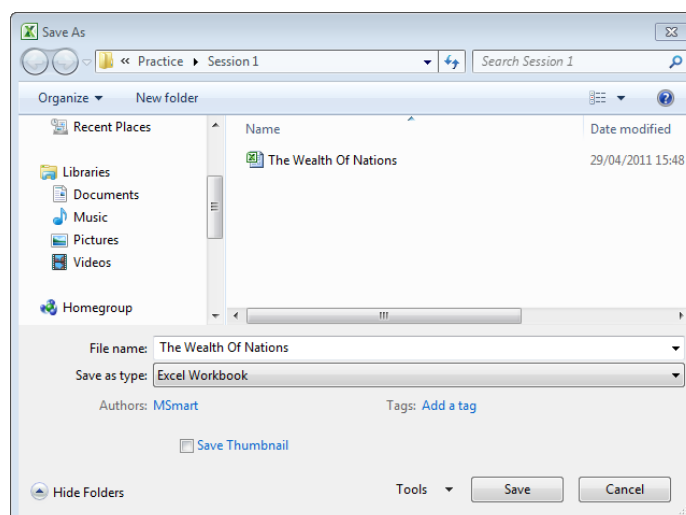 Save As
« Practice ▸ Session 1
Search Session 1
Organize
New folder
Recent Places
Libraries
Documents
Music
Pictures
Videos
Homegroup
Name
Date modified
The Wealth Of Nations
29/04/2011 15:48
File name: The Wealth Of Nations
Save as type: Excel Workbook
Authors: MSmart
Tags: Add a tag
Save Thumbnail
Hide Folders
Tools
Save
Cancel